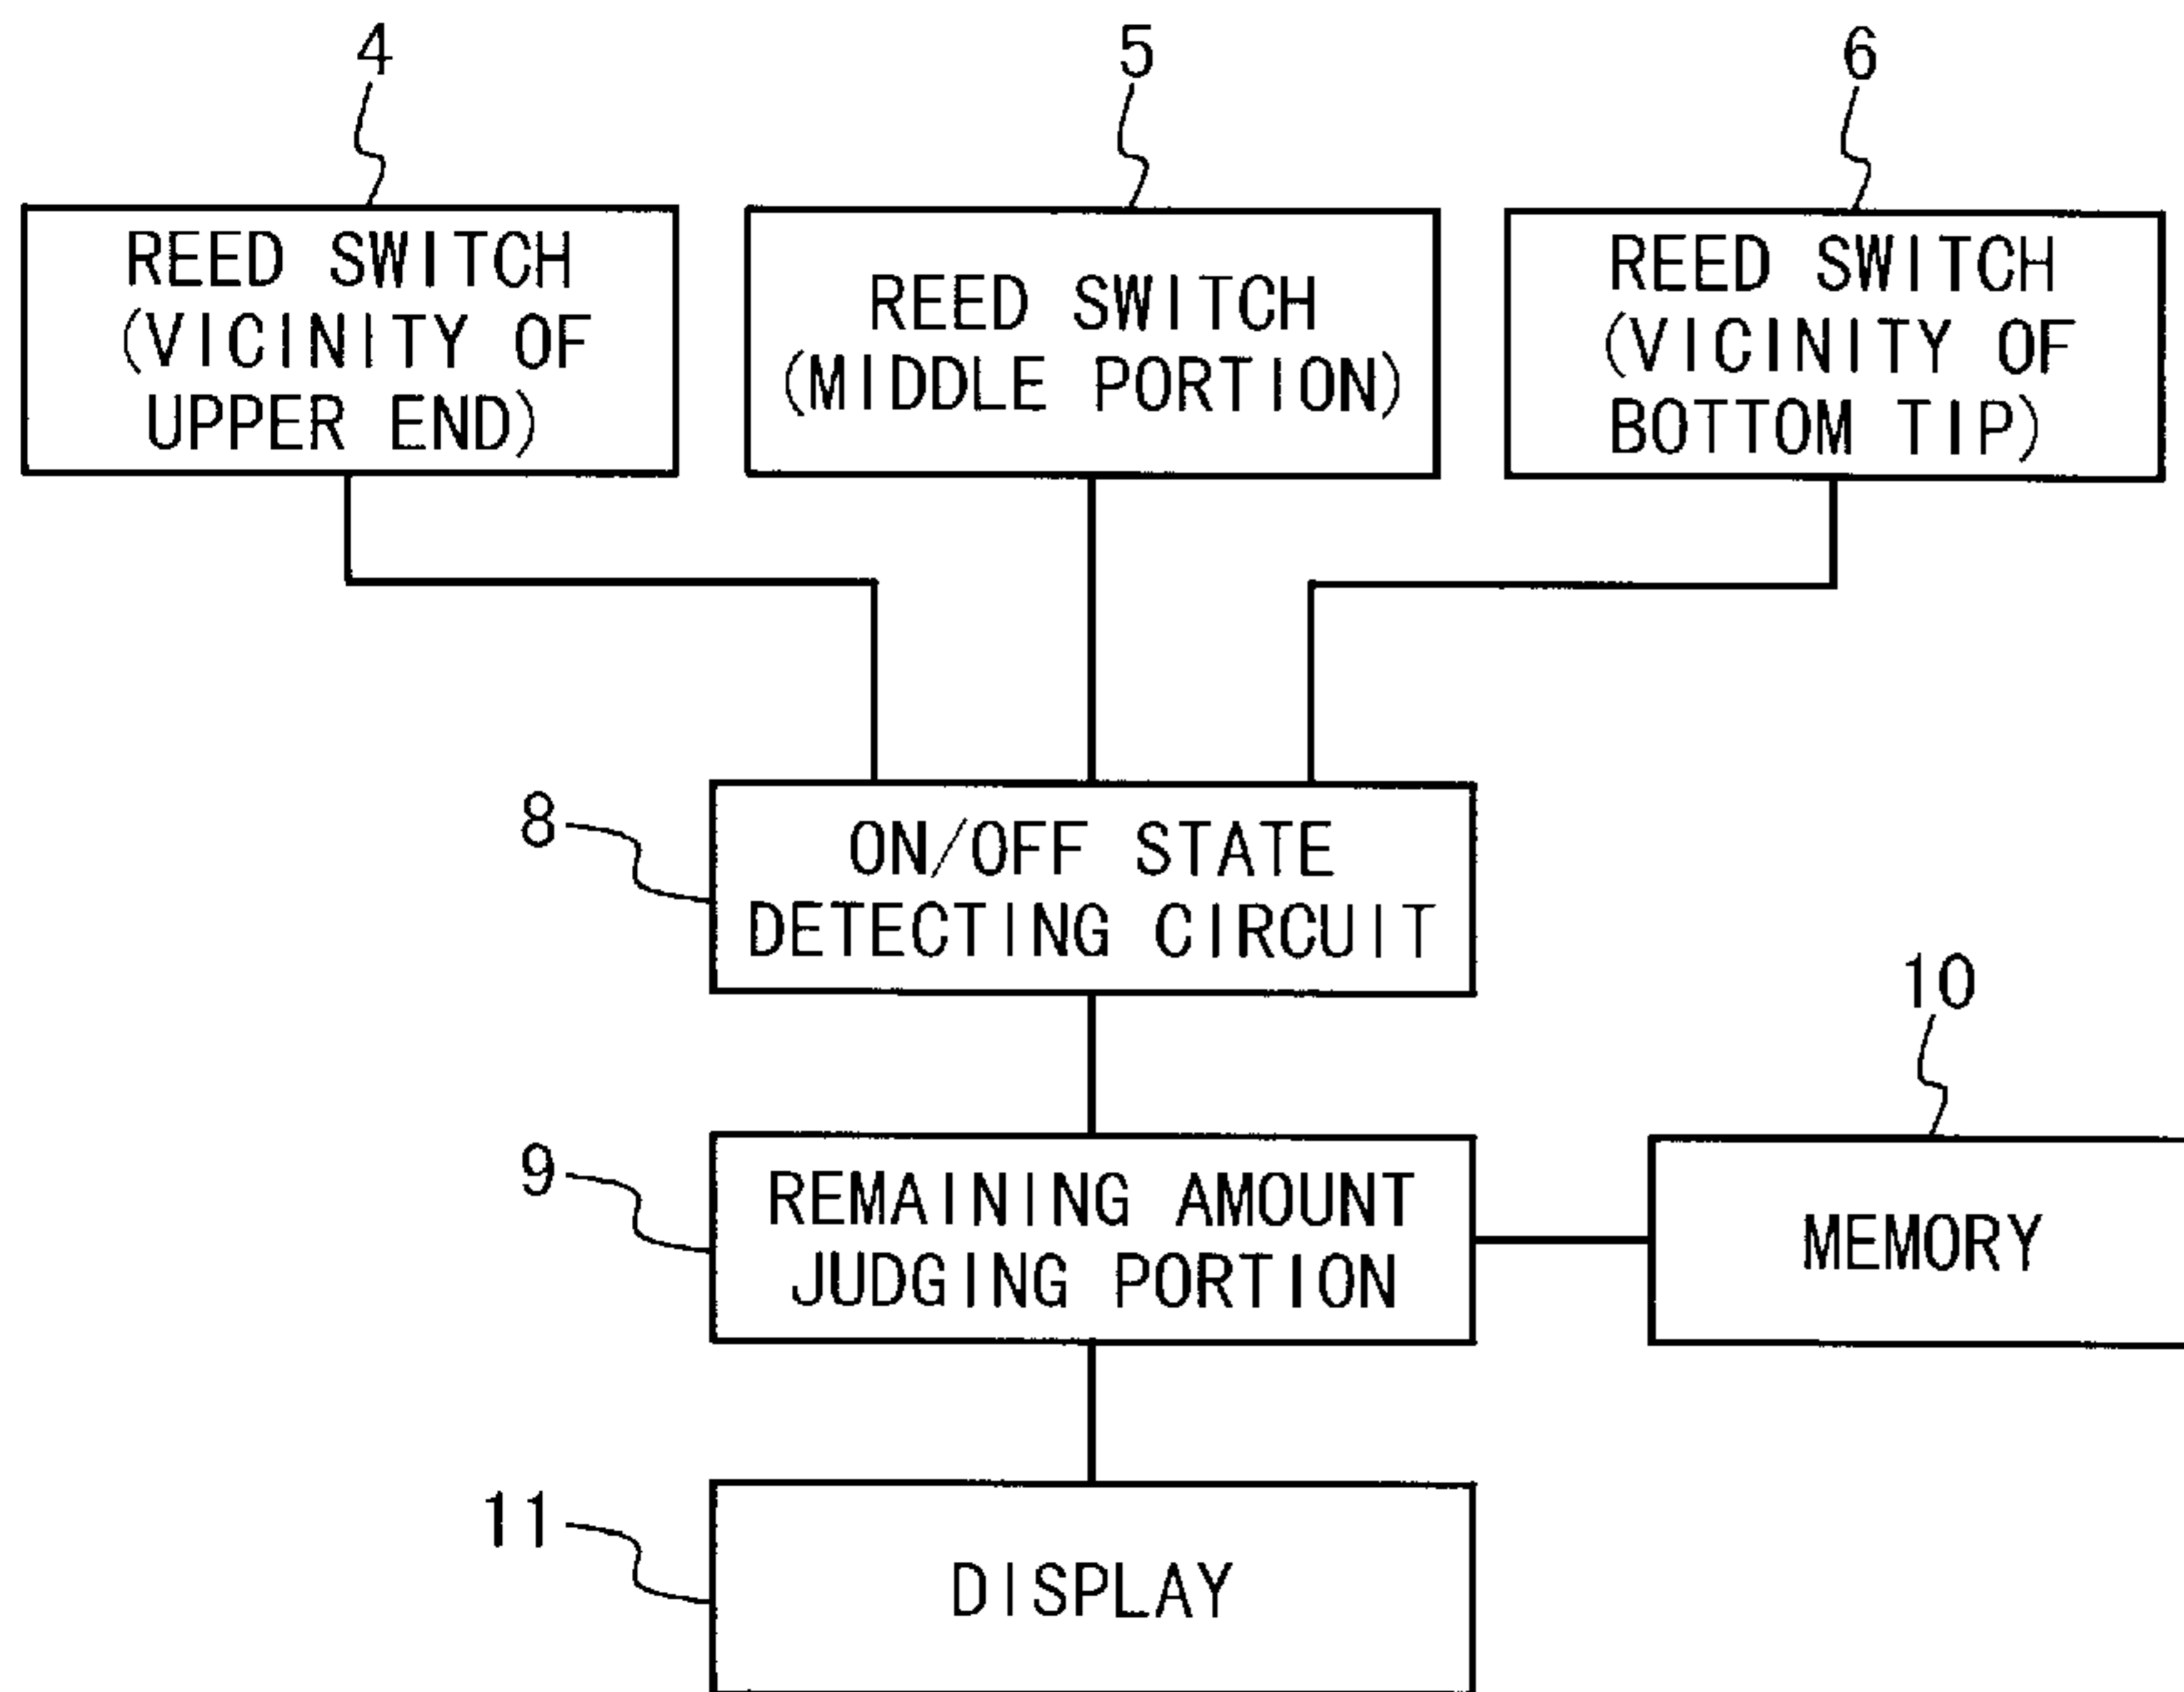 4
5
6
REED SWITCH
(VICINITY OF
UPPER END)
REED SWITCH
(MIDDLE PORTION)
REED SWITCH
(VICINITY OF
BOTTOM TIP)
8
ON/OFF STATE
DETECTING CIRCUIT
10
9
REMAINING AMOUNT
JUDGING PORTION
MEMORY
11
DISPLAY